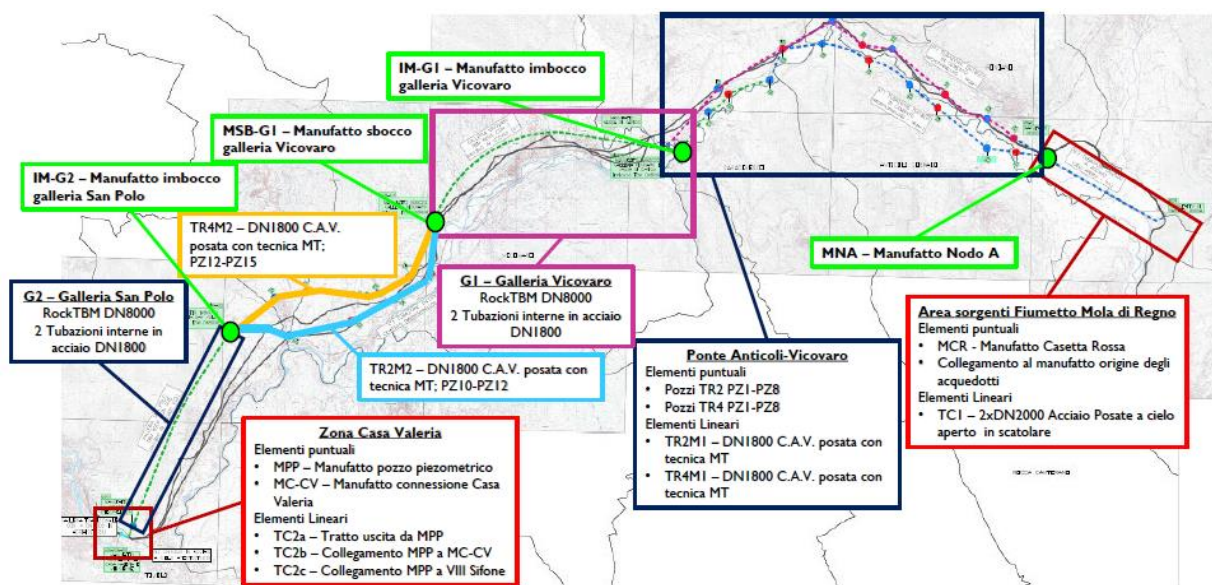 IM-G1 – Manufatto imbocco
galleria Vicovaro
MSB-G1 – Manufatto sbocco
galleria Vicovaro
IM-G2 – Manufatto imbocco
galleria San Polo
TR4M2 – DN1800 C.A.V.
posata con tecnica MT;
PZ12-PZ15
MNA – Manufatto Nodo A
G2 – Galleria San Polo
RockTBM DN8000
2 Tubazioni interne in
acciaio DN1800
G1 – Galleria Vicovaro
RockTBM DN8000
2 Tubazioni interne in acciaio
DN1800
TR2M2 – DN1800 C.A.V. posata con
tecnica MT; PZ10-PZ12
Ponte Anticoli-Vicovaro
Elementi puntuali
• Pozzi TR2 PZ1-PZ8
• Pozzi TR4 PZ1-PZ8
Elementi Lineari
• TR2M1 – DN1800 C.A.V. posata con
tecnica MT
• TR4M1 – DN1800 C.A.V. posata con
tecnica MT
Area sorgenti Fiumetto Mola di Regno
Elementi puntuali
• MCR - Manufatto Casetta Rossa
• Collegamento al manufatto origine degli
acquedotti
Elementi Lineari
• TC1 – 2xDN2000 Acciaio Posate a cielo
aperto in scatolare
Zona Casa Valeria
Elementi puntuali
• MPP – Manufatto pozzo piezometrico
• MC-CV – Manufatto connessione Casa
Valeria
Elementi Lineari
• TC2a – Tratto uscita da MPP
• TC2b – Collegamento MPP a MC-CV
• TC2c – Collegamento MPP a VIII Sifone